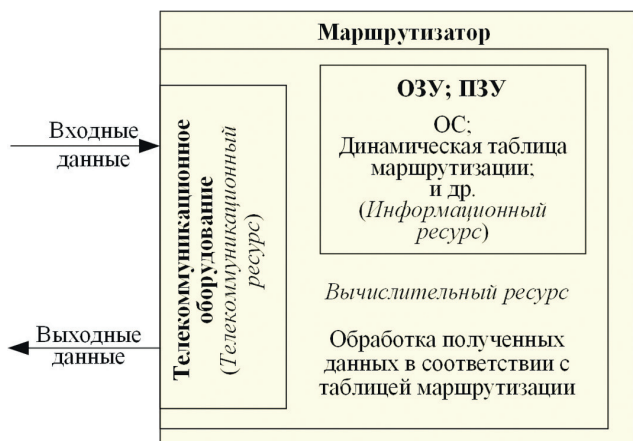 Маршрутизатор
Входные
данные
Выходные
данные
Телекоммуникационное
оборудование
(Телекоммуникационный
ресурс)
ОЗУ; ПЗУ
ОС;
Динамическая таблица
маршрутизации;
и др.
(Информационный
ресурс)
Вычислительный ресурс
Обработка полученных
данных в соответствии с
таблицей маршрутизации